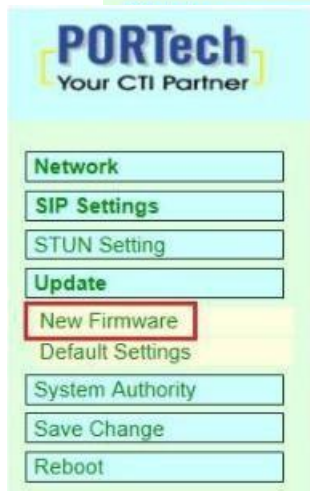 PORTech
Your CTI Partner
Network
SIP Settings
STUN Setting
Update
New Firmware
Default Settings
System Authority
Save Change
Reboot